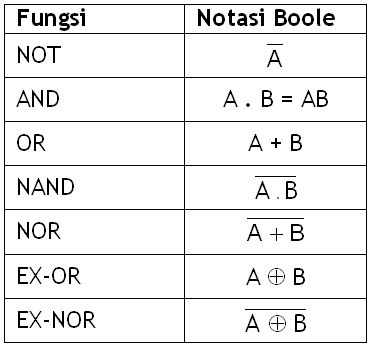 Fungsi Notasi Boole
NOT A̅
AND A . B = AB
OR A + B
NAND A̅ ̅.̅ ̅B̅
NOR A̅ ̅+̅ ̅B̅
EX-OR A ⊕ B
EX-NOR A̅ ̅⊕̅ ̅B̅